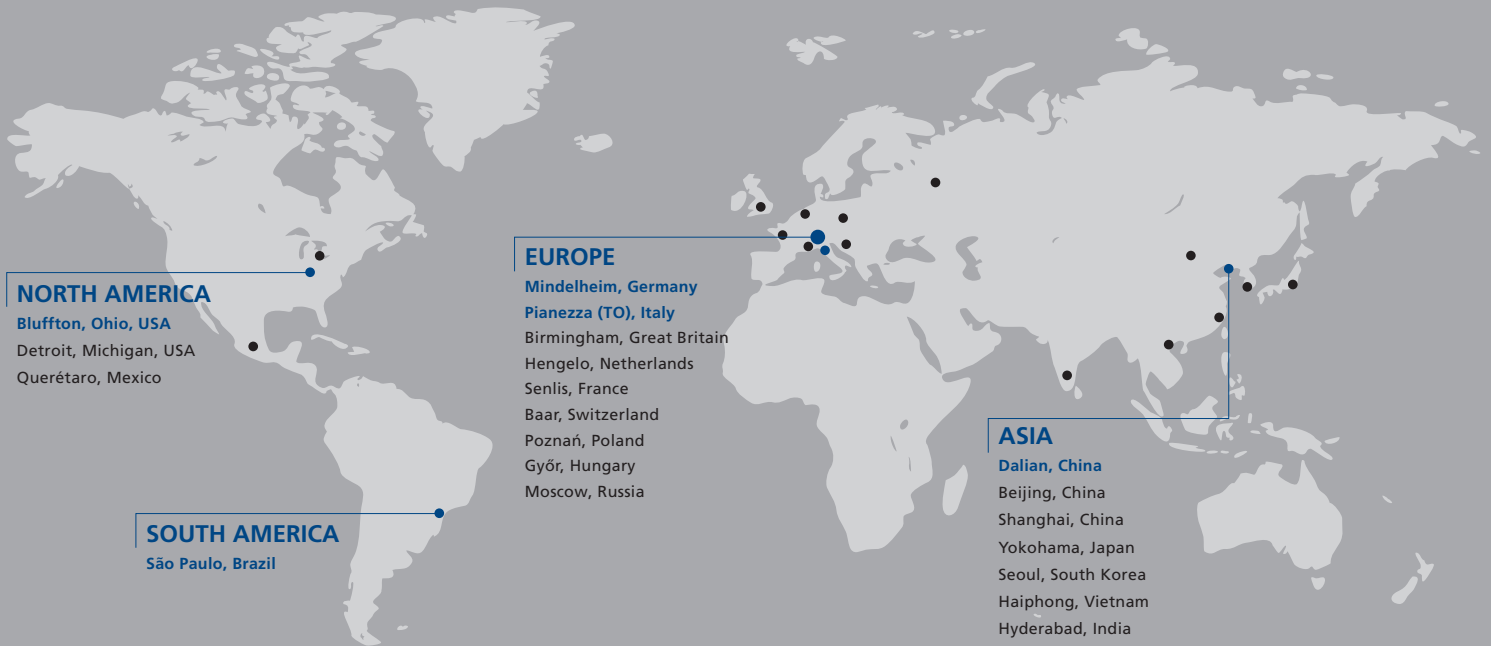 NORTH AMERICA
Bluffton, Ohio, USA
Detroit, Michigan, USA
Querétaro, Mexico
SOUTH AMERICA
São Paulo, Brazil
EUROPE
Mindelheim, Germany
Pianezza (TO), Italy
Birmingham, Great Britain
Hengelo, Netherlands
Senlis, France
Baar, Switzerland
Poznań, Poland
Győr, Hungary
Moscow, Russia
ASIA
Dalian, China
Beijing, China
Shanghai, China
Yokohama, Japan
Seoul, South Korea
Haiphong, Vietnam
Hyderabad, India